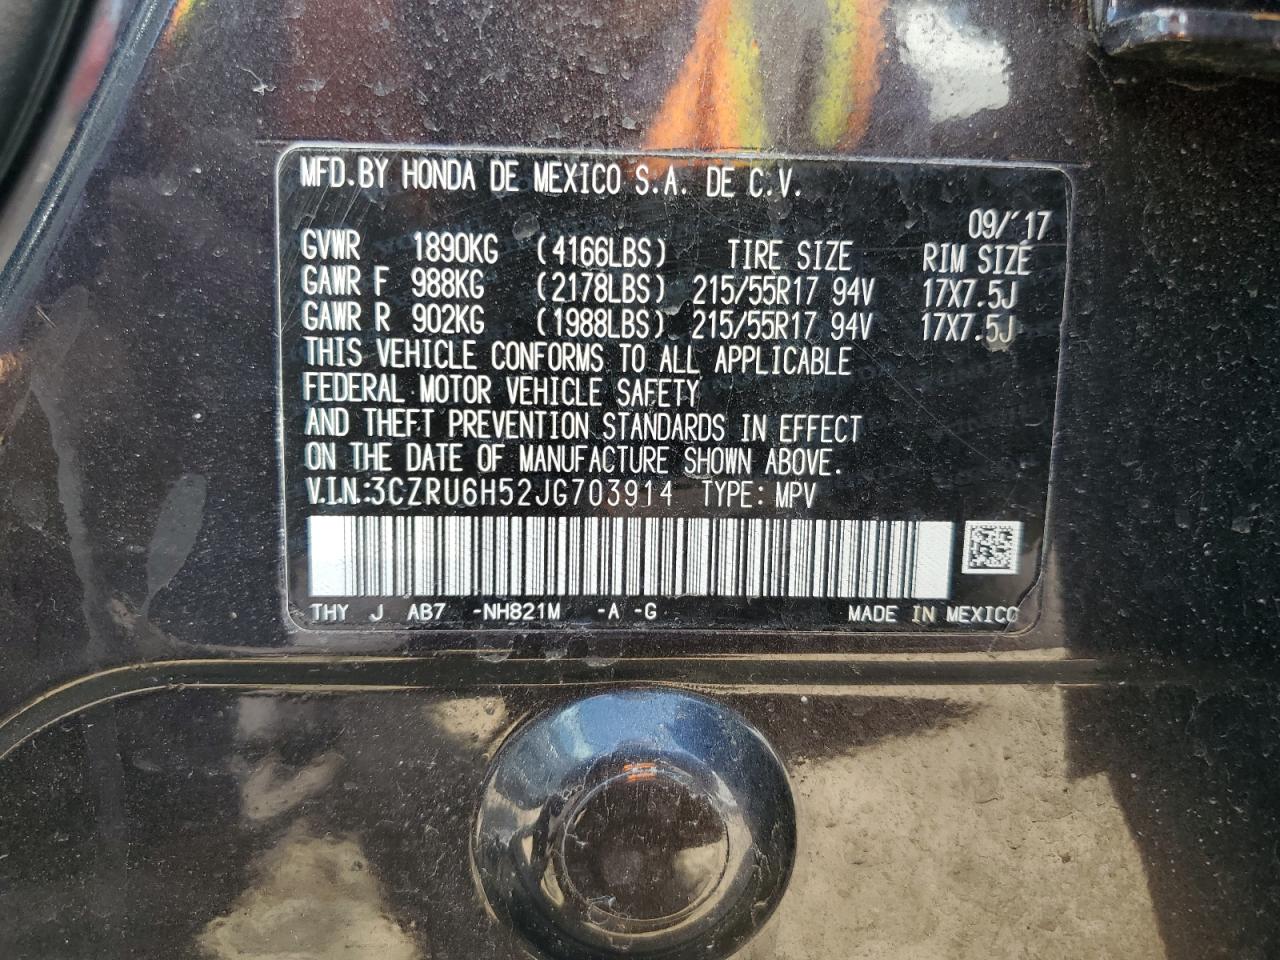 MFD.BY HONDA DE MEXICO S.A. DE C.V.
09/'17
GVWR 1890KG (4166LBS) TIRE SIZE RIM SIZE
GAWR F 988KG (2178LBS) 215/55R17 94V 17X7.5J
GAWR R 902KG (1988LBS) 215/55R17 94V 17X7.5J
THIS VEHICLE CONFORMS TO ALL APPLICABLE
FEDERAL MOTOR VEHICLE SAFETY
AND THEFT PREVENTION STANDARDS IN EFFECT
ON THE DATE OF MANUFACTURE SHOWN ABOVE.
V.I.N.:3CZRU6H52JG703914 TYPE: MPV
THY J AB7 -NH821M -A -G MADE IN MEXICO